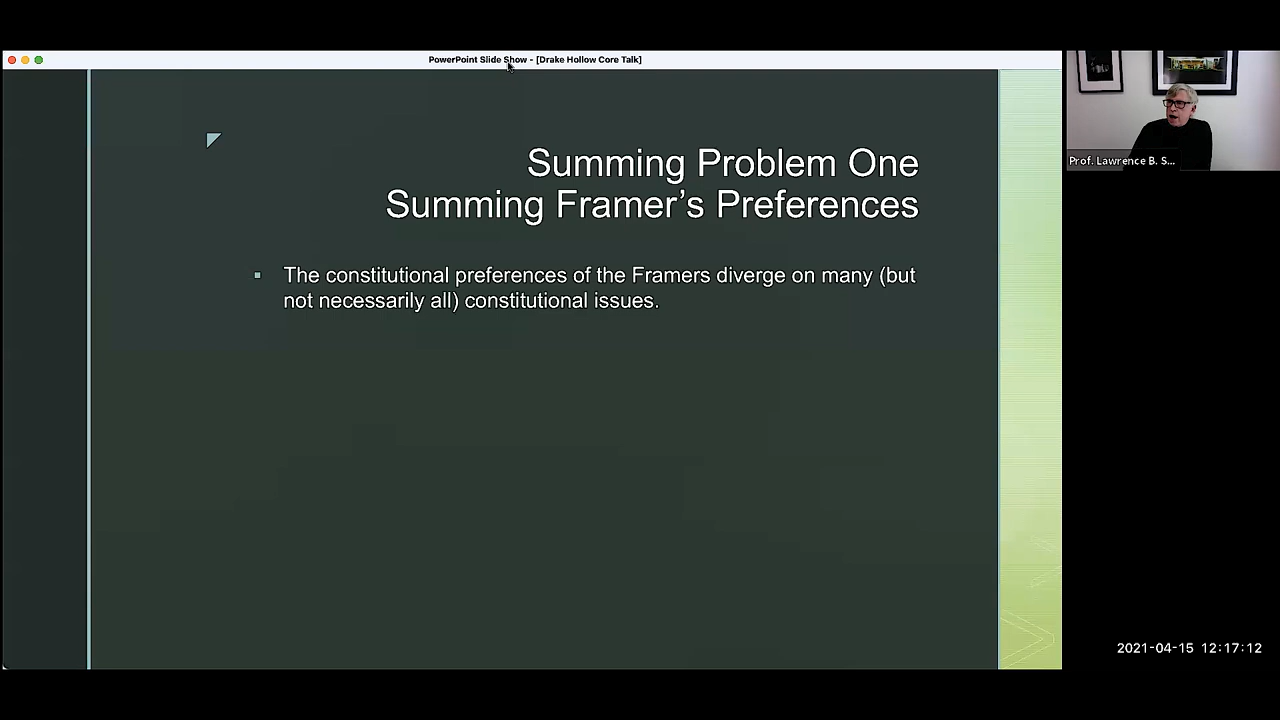 PowerPoint Slide Show - [Drake Hollow Core Talk]
Summing Problem One
Summing Framer's Preferences
The constitutional preferences of the Framers diverge on many (but
not necessarily all) constitutional issues.
Prof. Lawrence B. S...
2021-04-15 12:17:12